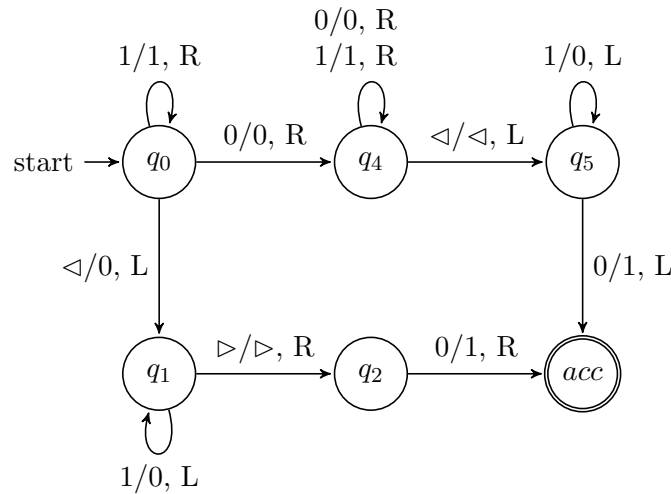 0/0, R
1/1, R
1/1, R
1/0, L
0/0, R
⊲/⊲, L
start
q0
q4
q5
⊲/0, L
0/1, L
⊳/⊳, R
0/1, R
q1
q2
acc
1/0, L